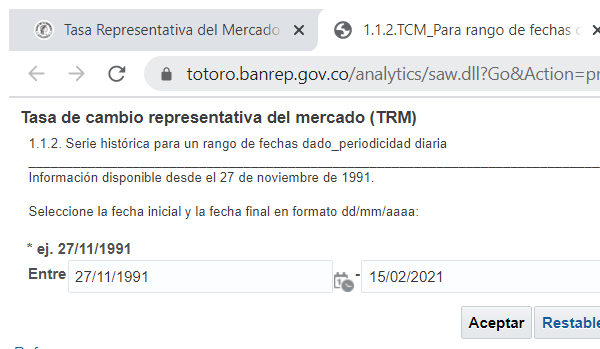 Tasa Representativa del Mercado
1.1.2.TCM_Para rango de fechas
totoro.banrep.gov.co/analytics/saw.dll?Go&Action=pr
Tasa de cambio representativa del mercado (TRM)
1.1.2. Serie histórica para un rango de fechas dado_periodicidad diaria
Información disponible desde el 27 de noviembre de 1991.
Seleccione la fecha inicial y la fecha final en formato dd/mm/aaaa:
* ej. 27/11/1991
Entre 27/11/1991 - 15/02/2021
Aceptar Restable